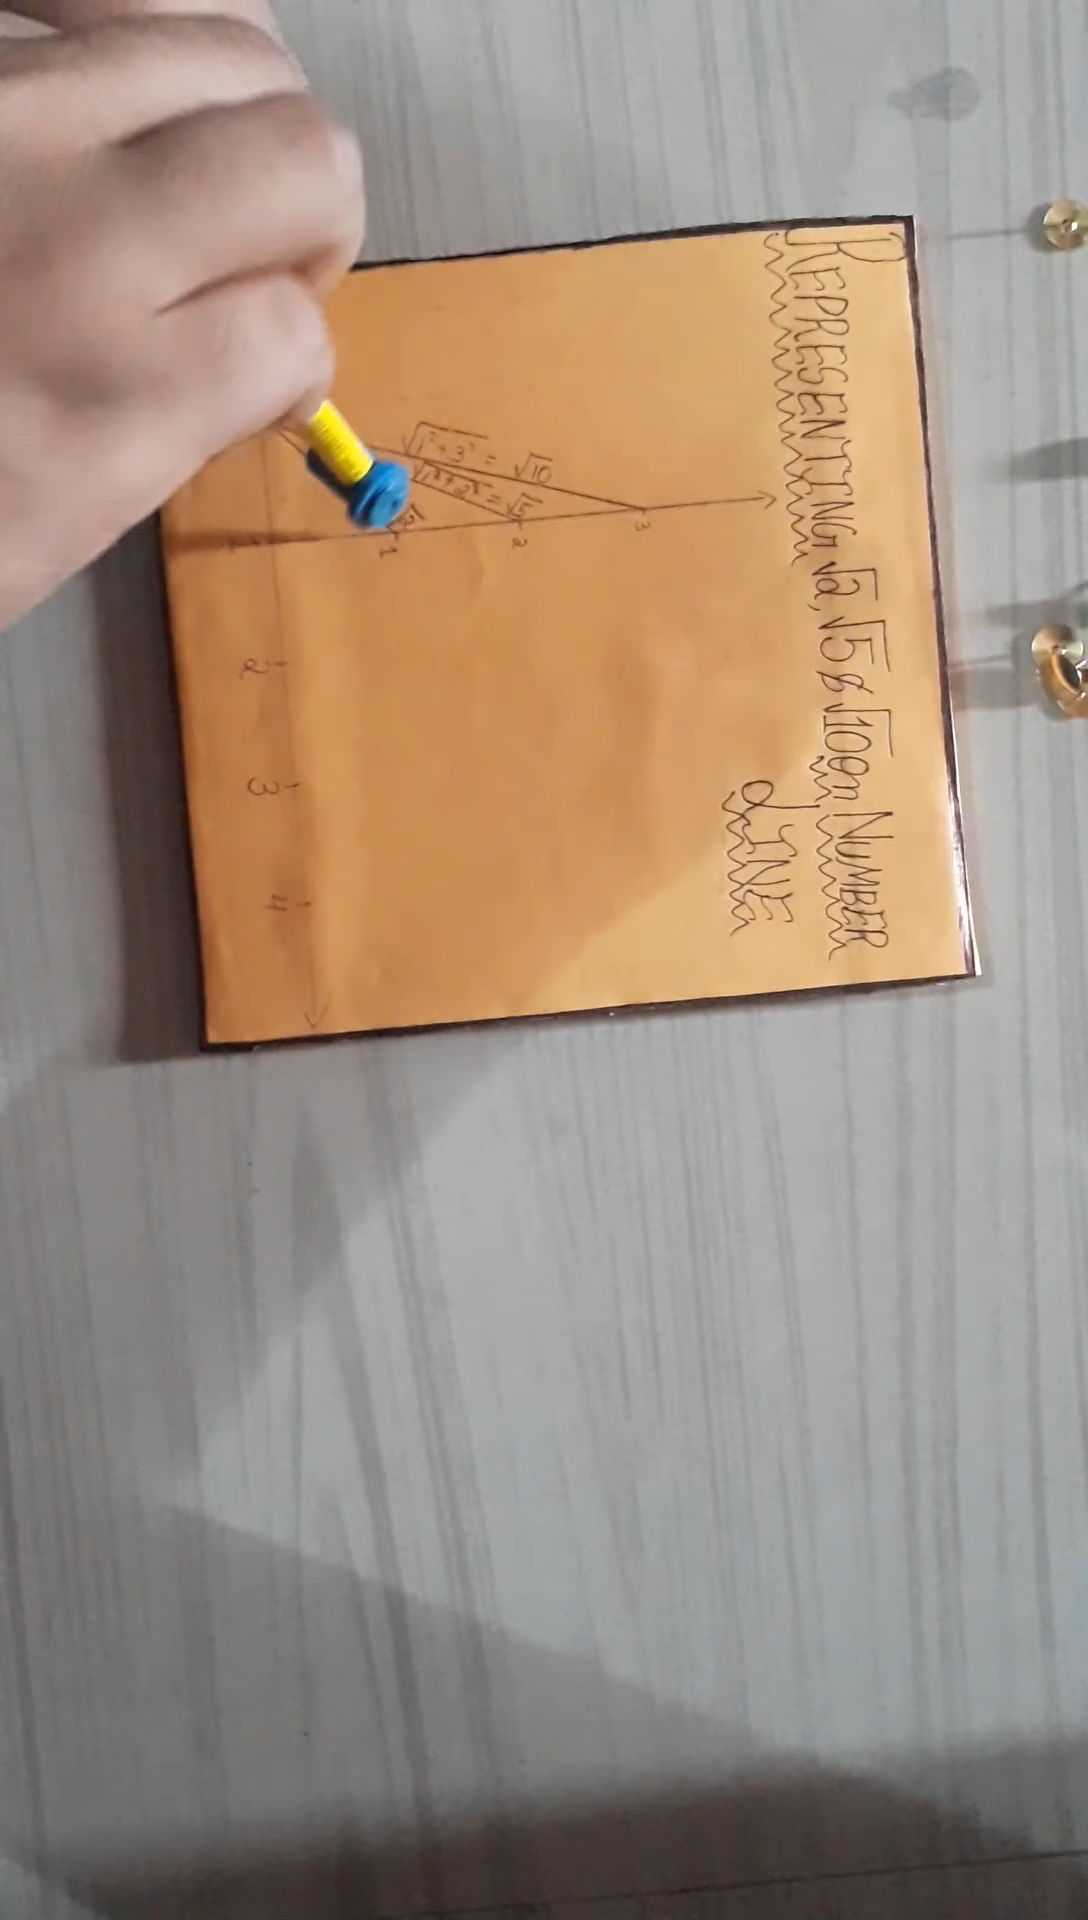 REPRESENTING √2, √5 & √10 on NUMBER
LINE
3
√1²+3² = √10
2
√1²+2² = √5
1
√2
1 2 3 4